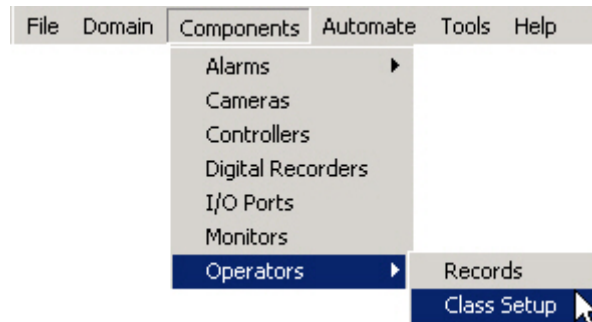 File Domain Components Automate Tools Help
Alarms
Cameras
Controllers
Digital Recorders
I/O Ports
Monitors
Operators Records
Class Setup